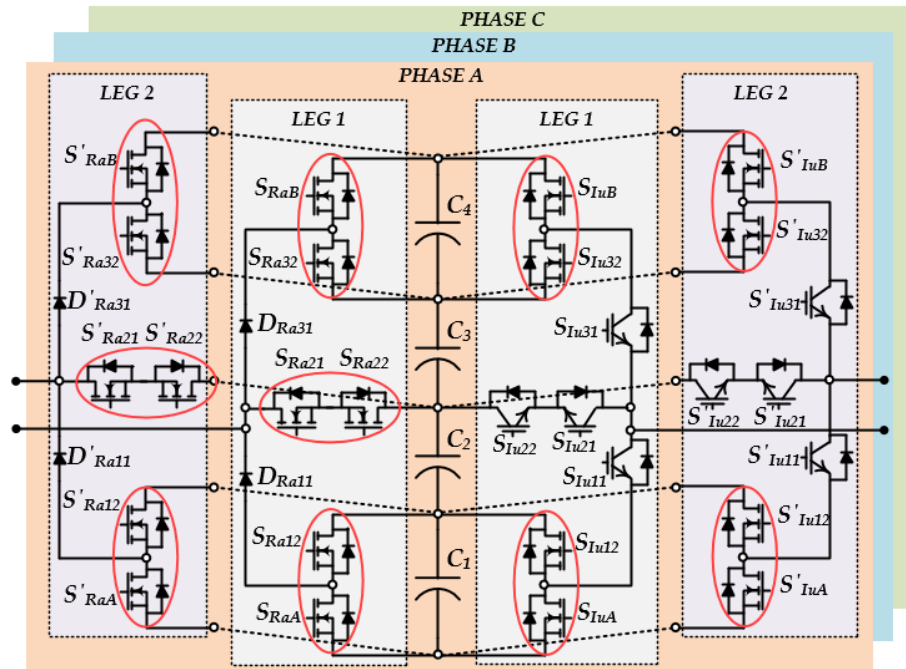 PHASE C
PHASE B
PHASE A
LEG 2
LEG 1
LEG 1
LEG 2
S'RaB
SRaB
SIuB
S'IuB
C4
S'Ra32
SRa32
SIu32
S'Iu32
D'Ra31
DRa31
C3
SIu31
S'Iu31
S'Ra21
S'Ra22
SRa21
SRa22
SIu22
SIu21
S'Iu22
S'Iu21
D'Ra11
DRa11
C2
SIu11
S'Iu11
S'Ra12
SRa12
SIu12
S'Iu12
C1
S'RaA
SRaA
SIuA
S'IuA